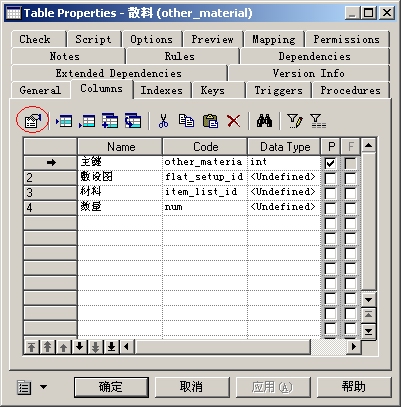 Table Properties - 散料 (other_material)
Check Script Options Preview Mapping Permissions
Notes Rules Dependencies
Extended Dependencies Version Info
General Columns Indexes Keys Triggers Procedures
Name Code Data Type P F
主键 other_materia int
2 敷设图 flat_setup_id <Undefined>
3 材料 item_list_id <Undefined>
4 数量 num <Undefined>
确定 取消 应用(A) 帮助